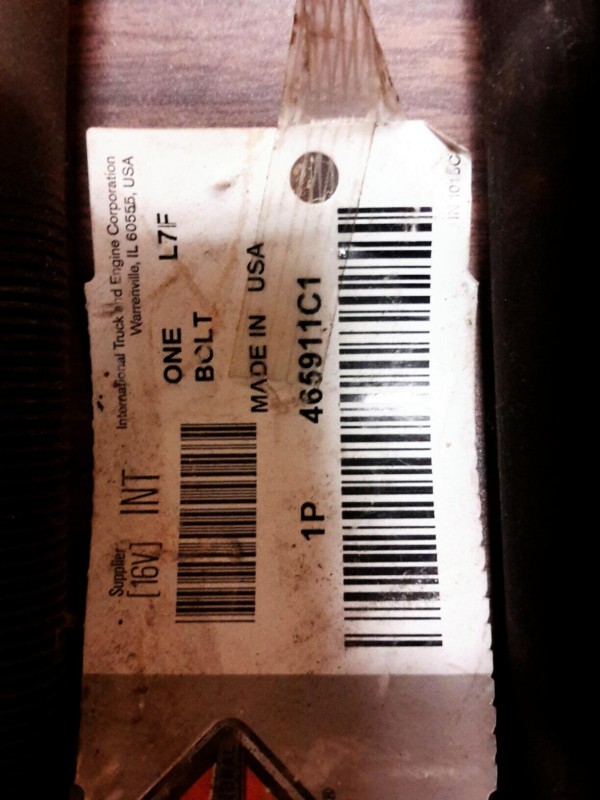 International Truck and Engine Corporation
Warrenville, IL 60555, USA
Supplier
[16V] INT
ONE L7IF
BOLT
MADE IN USA
1P 465911C1